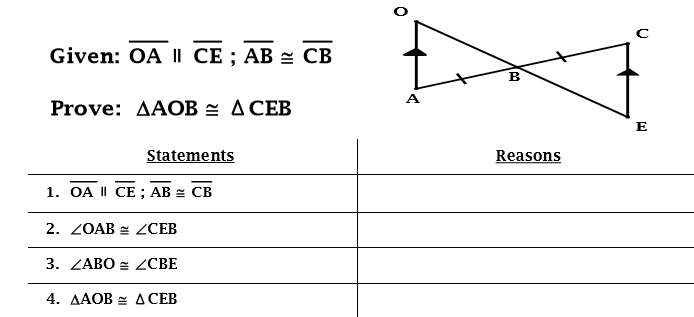 Given: OA ∥ CE ; AB ≅ CB
Prove: ΔAOB ≅ ΔCEB
O
C
B
A
E
Statements Reasons
1. OA ∥ CE ; AB ≅ CB
2. ∠OAB ≅ ∠CEB
3. ∠ABO ≅ ∠CBE
4. ΔAOB ≅ ΔCEB